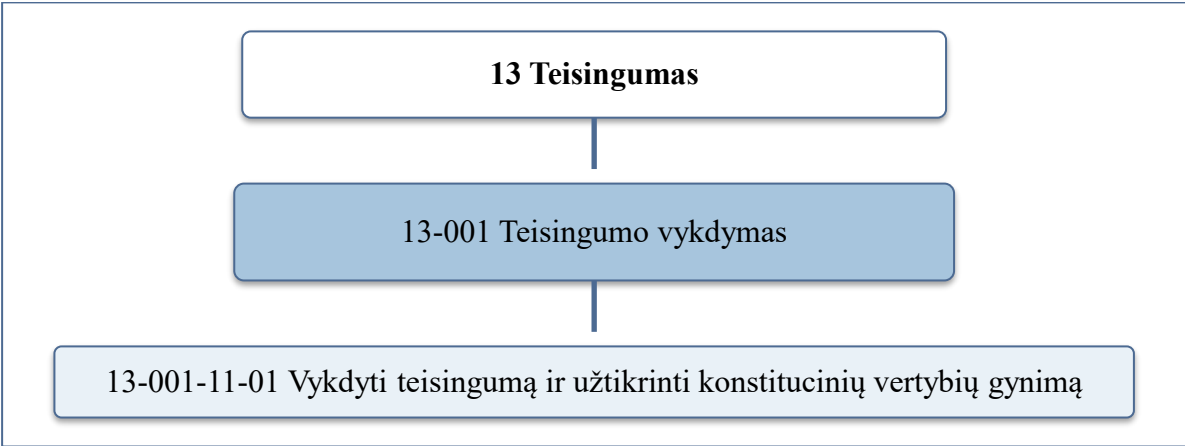 13 Teisingumas
13-001 Teisingumo vykdymas
13-001-11-01 Vykdyti teisingumą ir užtikrinti konstitucinių vertybių gynimą